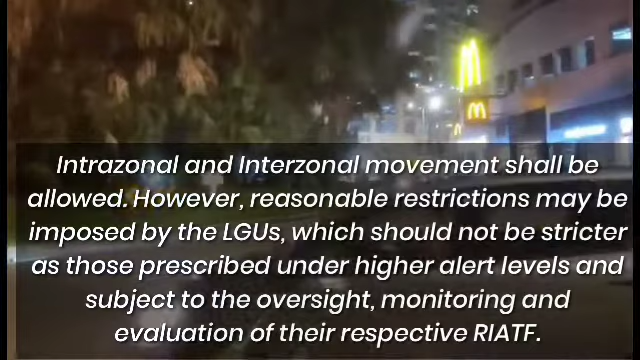 Intrazonal and Interzonal movement shall be
allowed. However, reasonable restrictions may be
imposed by the LGUs, which should not be stricter
as those prescribed under higher alert levels and
subject to the oversight, monitoring and
evaluation of their respective RIATF.